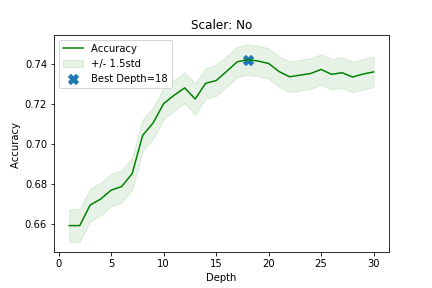 Scaler: No
Accuracy
+/- 1.5std
Best Depth=18
Accuracy
0.74
0.72
0.70
0.68
0.66
0
5
10
15
20
25
30
Depth